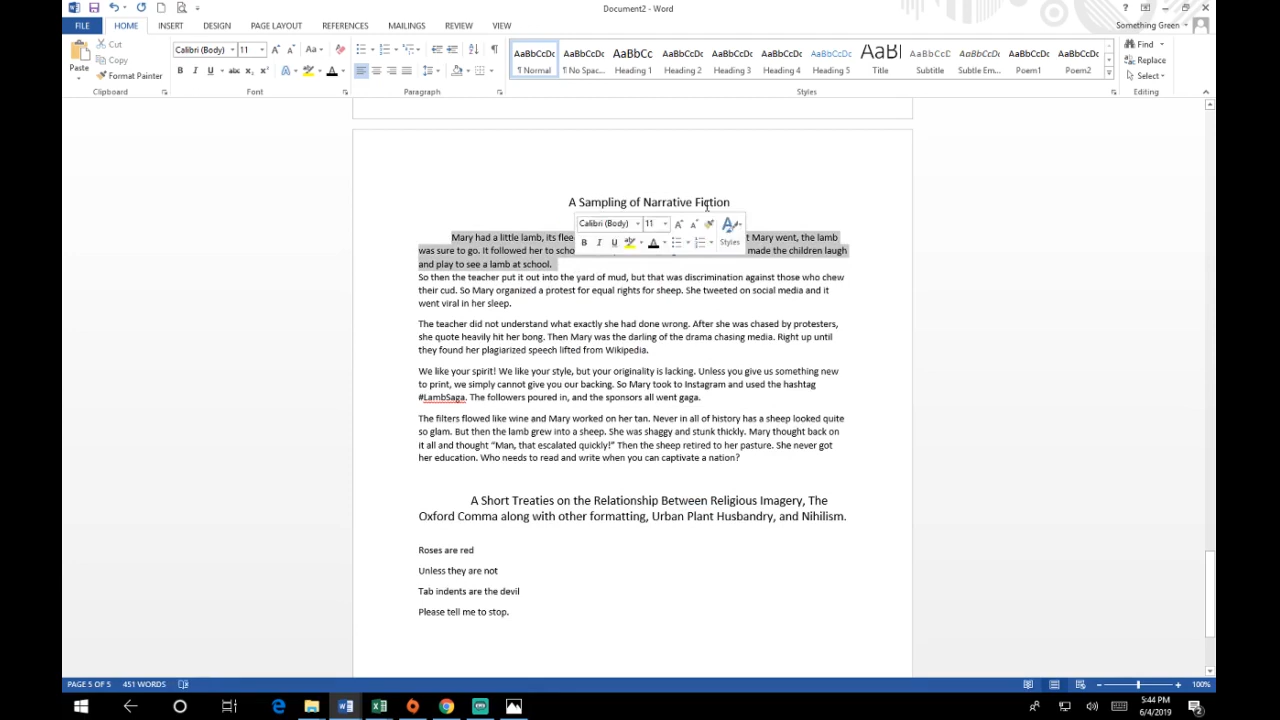 Document2 - Word
Something Green
FILE HOME INSERT DESIGN PAGE LAYOUT REFERENCES MAILINGS REVIEW VIEW
Paste
Cut
Copy
Format Painter
Calibri (Body) 11
AaBbCcDc AaBbCcDc AaBbCc AaBbCcDc AaBbCcDc AaBbCcDc AaBbCcDc AaBl AaBbCcD AaBbCcDc AaBbCcDc AaBbCcDc
¶ Normal ¶ No Spac... Heading 1 Heading 2 Heading 3 Heading 4 Heading 5 Title Subtitle Subtle Em... Poem1 Poem2
Find
Replace
Select
Clipboard Font Paragraph Styles Editing
A Sampling of Narrative Fiction
Calibri (Body) 11
Styles
Mary had a little lamb, its flee t Mary went, the lamb
was sure to go. It followed her to scho made the children laugh
and play to see a lamb at school.
So then the teacher put it out into the yard of mud, but that was discrimination against those who chew
their cud. So Mary organized a protest for equal rights for sheep. She tweeted on social media and it
went viral in her sleep.
The teacher did not understand what exactly she had done wrong. After she was chased by protesters,
she quote heavily hit her bong. Then Mary was the darling of the drama chasing media. Right up until
they found her plagiarized speech lifted from Wikipedia.
We like your spirit! We like your style, but your originality is lacking. Unless you give us something new
to print, we simply cannot give you our backing. So Mary took to Instagram and used the hashtag
#LambSaga. The followers poured in, and the sponsors all went gaga.
The filters flowed like wine and Mary worked on her tan. Never in all of history has a sheep looked quite
so glam. But then the lamb grew into a sheep. She was shaggy and stunk thickly. Mary thought back on
it all and thought “Man, that escalated quickly!” Then the sheep retired to her pasture. She never got
her education. Who needs to read and write when you can captivate a nation?
A Short Treaties on the Relationship Between Religious Imagery, The
Oxford Comma along with other formatting, Urban Plant Husbandry, and Nihilism.
Roses are red
Unless they are not
Tab indents are the devil
Please tell me to stop.
PAGE 5 OF 5 451 WORDS
100%
5:44 PM
6/4/2019